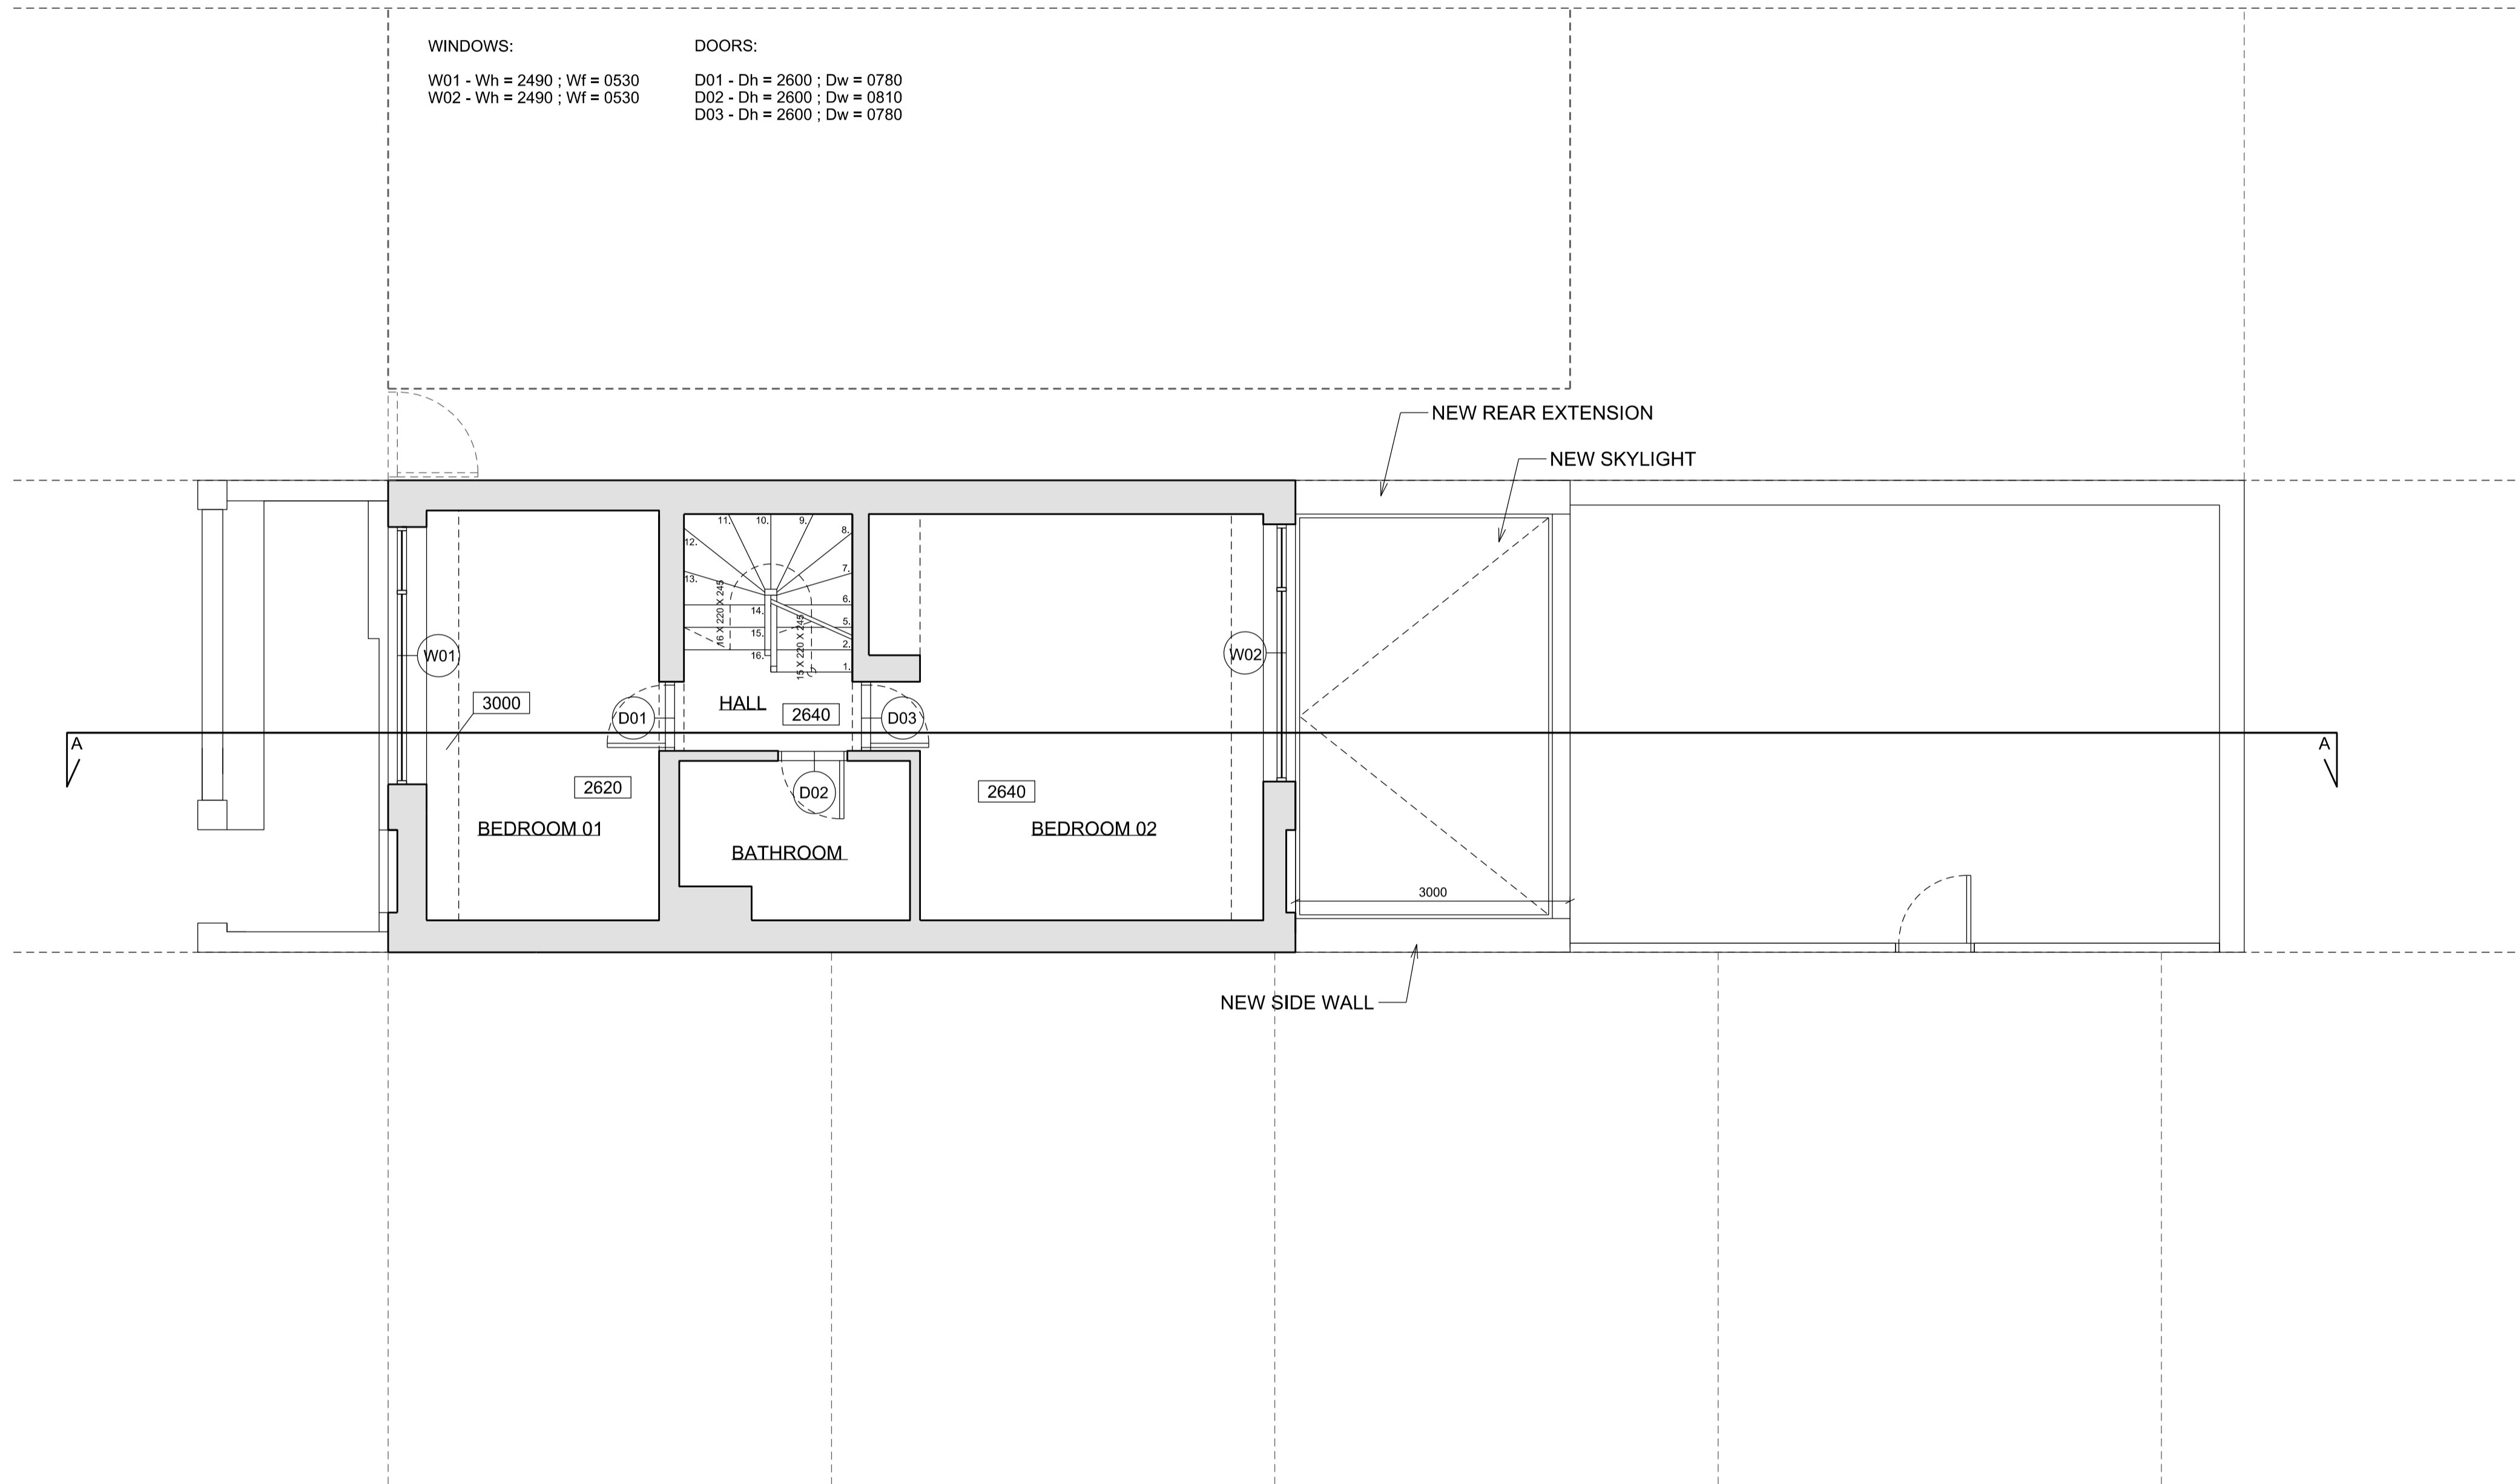 WINDOWS:
W01 - Wh = 2490 ; Wf = 0530
W02 - Wh = 2490 ; Wf = 0530
DOORS:
D01 - Dh = 2600 ; Dw = 0780
D02 - Dh = 2600 ; Dw = 0810
D03 - Dh = 2600 ; Dw = 0780
NEW REAR EXTENSION
NEW SKYLIGHT
11.
10.
9.
8.
12.
7.
13.
6.
14.
5.
15.
2.
16.
1.
16 X 220 X 245
15 X 220 X 245
W01
W02
3000
HALL
2640
D01
D03
A
A
2620
D02
2640
BEDROOM 01
BEDROOM 02
BATHROOM
3000
NEW SIDE WALL